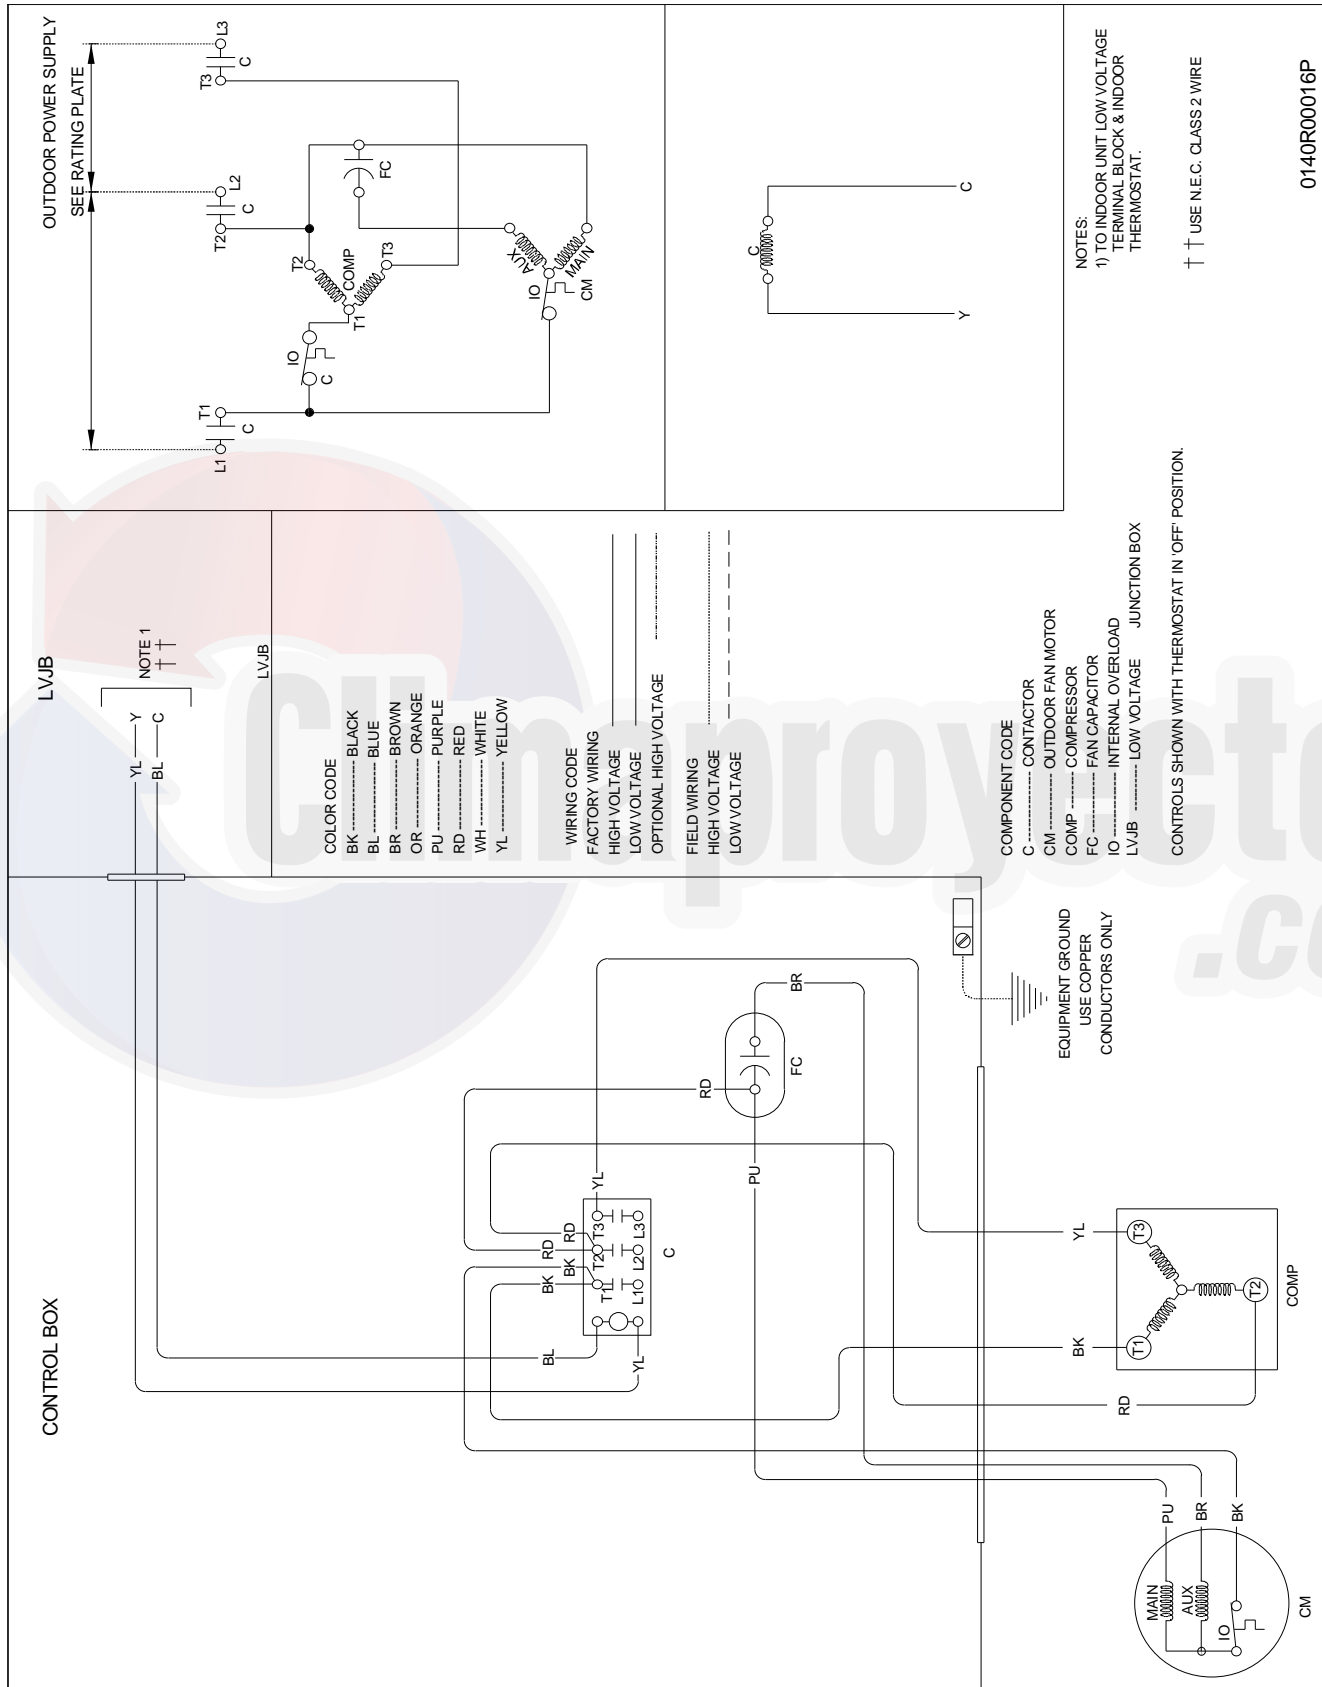 CONTROL BOX
LVJB
YL
Y
BL
C
NOTE 1
††
LVJB
BL
YL
BK
BK
RD
RD
YL
T1
T2
T3
L1
L2
L3
C
RD
PU
FC
BR
BK
YL
RD
T1
T2
T3
COMP
PU
BR
BK
MAIN
AUX
IO
CM
EQUIPMENT GROUND
USE COPPER
CONDUCTORS ONLY
COLOR CODE
BK ---------- BLACK
BL ---------- BLUE
BR ---------- BROWN
OR ---------- ORANGE
PU ---------- PURPLE
RD ---------- RED
WH ---------- WHITE
YL ---------- YELLOW
WIRING CODE
FACTORY WIRING
HIGH VOLTAGE
LOW VOLTAGE
OPTIONAL HIGH VOLTAGE
FIELD WIRING
HIGH VOLTAGE
LOW VOLTAGE
COMPONENT CODE
C ---------- CONTACTOR
CM ---------- OUTDOOR FAN MOTOR
COMP ---------- COMPRESSOR
FC ---------- FAN CAPACITOR
IO ---------- INTERNAL OVERLOAD
LVJB ---------- LOW VOLTAGE JUNCTION BOX
CONTROLS SHOWN WITH THERMOSTAT IN 'OFF' POSITION.
OUTDOOR POWER SUPPLY
SEE RATING PLATE
L1
C
T1
T2
C
L2
T3
C
L3
IO
C
T1
T2
COMP
T3
FC
AUX
IO
MAIN
CM
C
Y
C
NOTES:
1) TO INDOOR UNIT LOW VOLTAGE
TERMINAL BLOCK & INDOOR
THERMOSTAT.
†† USE N.E.C. CLASS 2 WIRE
0140R00016P
Climaproyecto
.co